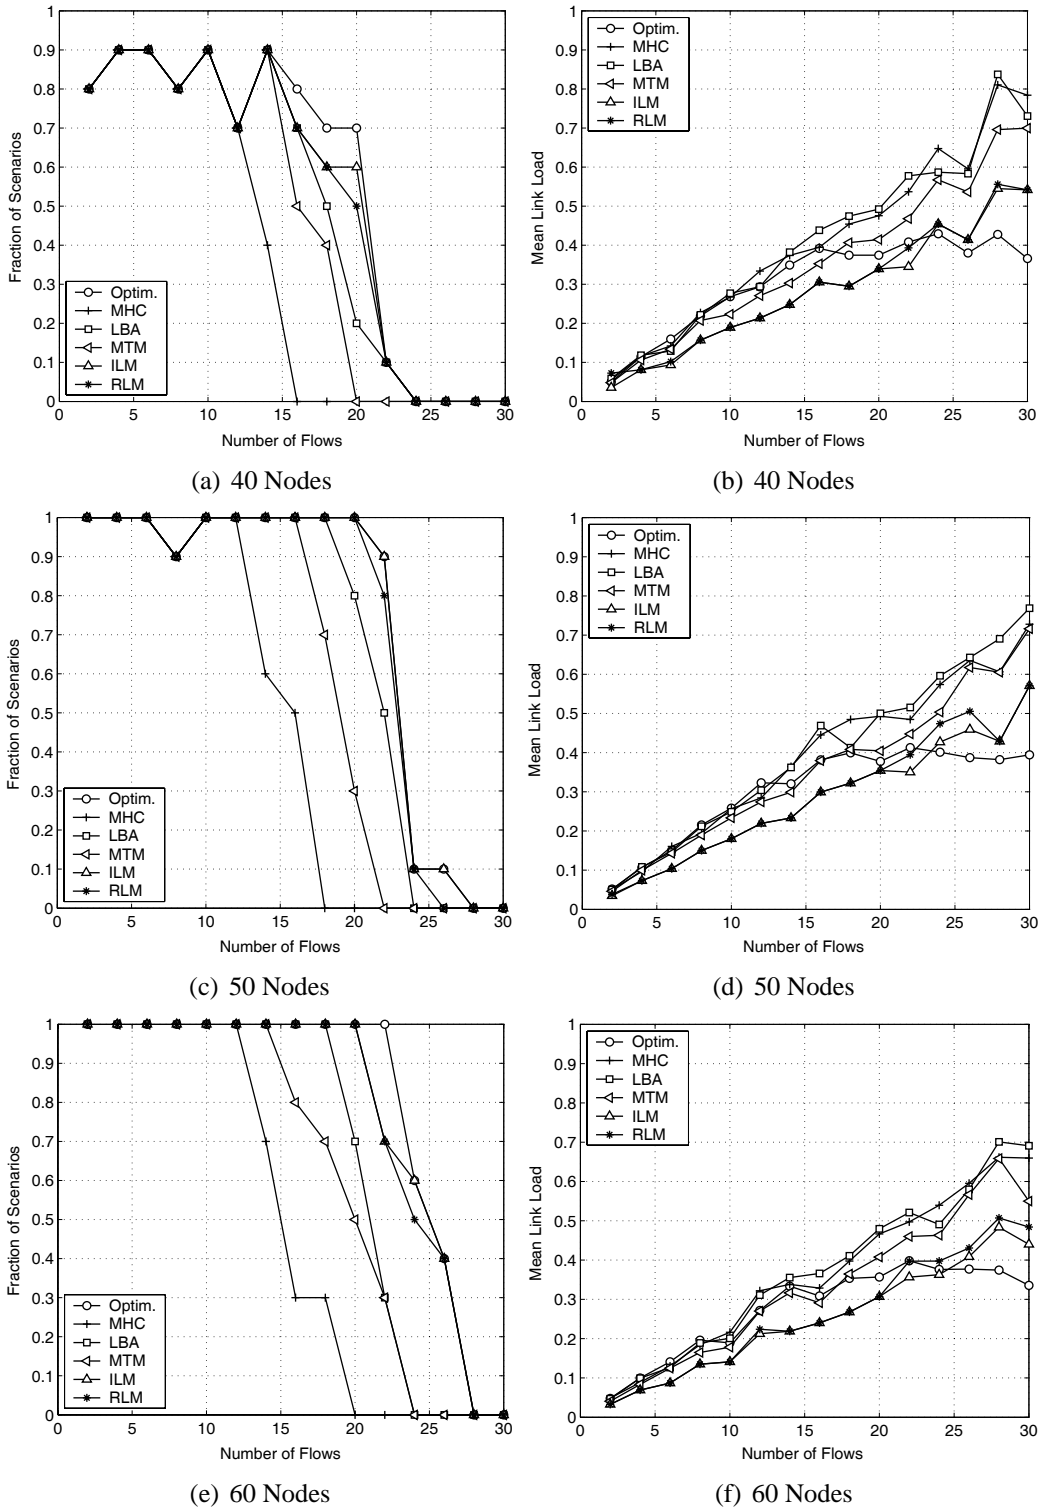 1
0.9
0.8
0.7
0.6
0.5
0.4
0.3
0.2
0.1
0
Fraction of Scenarios
Optim.
MHC
LBA
MTM
ILM
RLM
0 5 10 15 20 25 30
Number of Flows
(a) 40 Nodes
1
0.9
0.8
0.7
0.6
0.5
0.4
0.3
0.2
0.1
0
Mean Link Load
Optim.
MHC
LBA
MTM
ILM
RLM
0 5 10 15 20 25 30
Number of Flows
(b) 40 Nodes
1
0.9
0.8
0.7
0.6
0.5
0.4
0.3
0.2
0.1
0
Fraction of Scenarios
Optim.
MHC
LBA
MTM
ILM
RLM
0 5 10 15 20 25 30
Number of Flows
(c) 50 Nodes
1
0.9
0.8
0.7
0.6
0.5
0.4
0.3
0.2
0.1
0
Mean Link Load
Optim.
MHC
LBA
MTM
ILM
RLM
0 5 10 15 20 25 30
Number of Flows
(d) 50 Nodes
1
0.9
0.8
0.7
0.6
0.5
0.4
0.3
0.2
0.1
0
Fraction of Scenarios
Optim.
MHC
LBA
MTM
ILM
RLM
0 5 10 15 20 25 30
Number of Flows
(e) 60 Nodes
1
0.9
0.8
0.7
0.6
0.5
0.4
0.3
0.2
0.1
0
Mean Link Load
Optim.
MHC
LBA
MTM
ILM
RLM
0 5 10 15 20 25 30
Number of Flows
(f) 60 Nodes